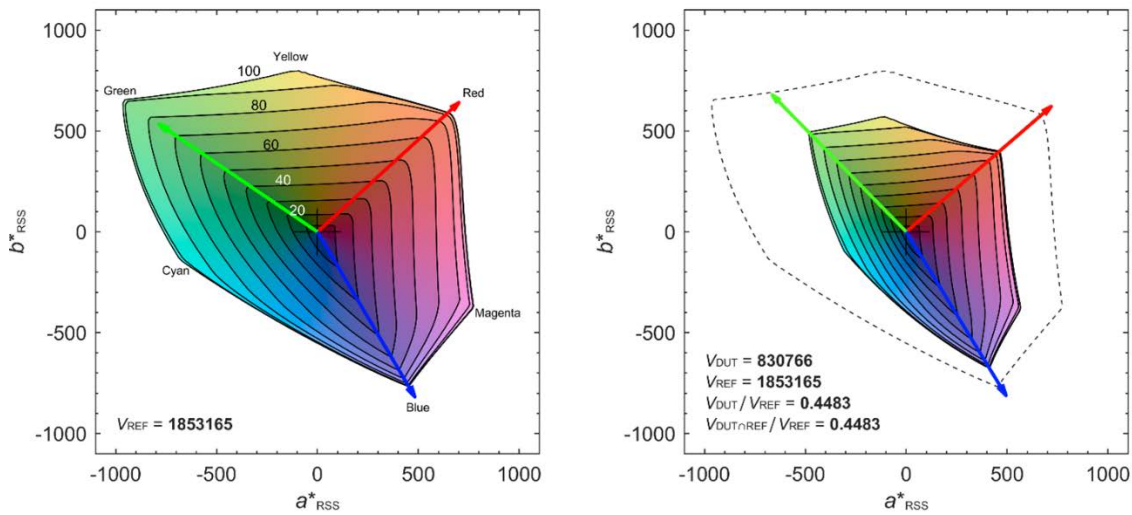 1000
500
0
-500
-1000
b*RSS
Yellow
100
Green
80
Red
60
40
20
Cyan
Magenta
Blue
VREF = 1853165
-1000
-500
0
500
1000
a*RSS
1000
500
0
-500
-1000
b*RSS
VDUT = 830766
VREF = 1853165
VDUT / VREF = 0.4483
VDUT∩REF / VREF = 0.4483
-1000
-500
0
500
1000
a*RSS